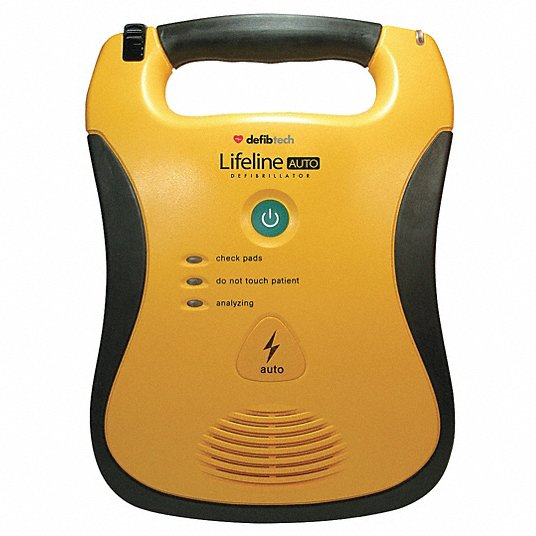 defibtech
Lifeline AUTO
DEFIBRILLATOR
check pads
do not touch patient
analyzing
auto